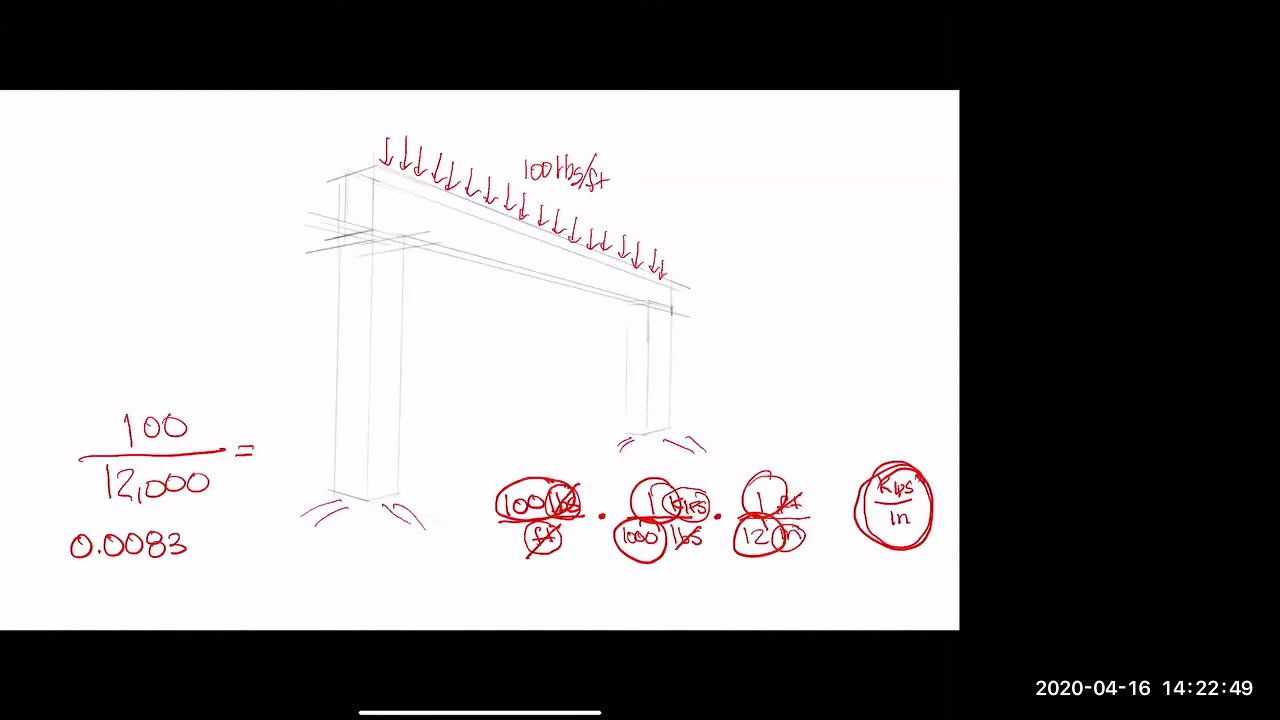 100 lbs/ft
100
12,000
=
0.0083
100 lbs
ft
·
1 Kips
1000 lbs
·
1 ft
12 in
Kips
in
2020-04-16 14:22:49